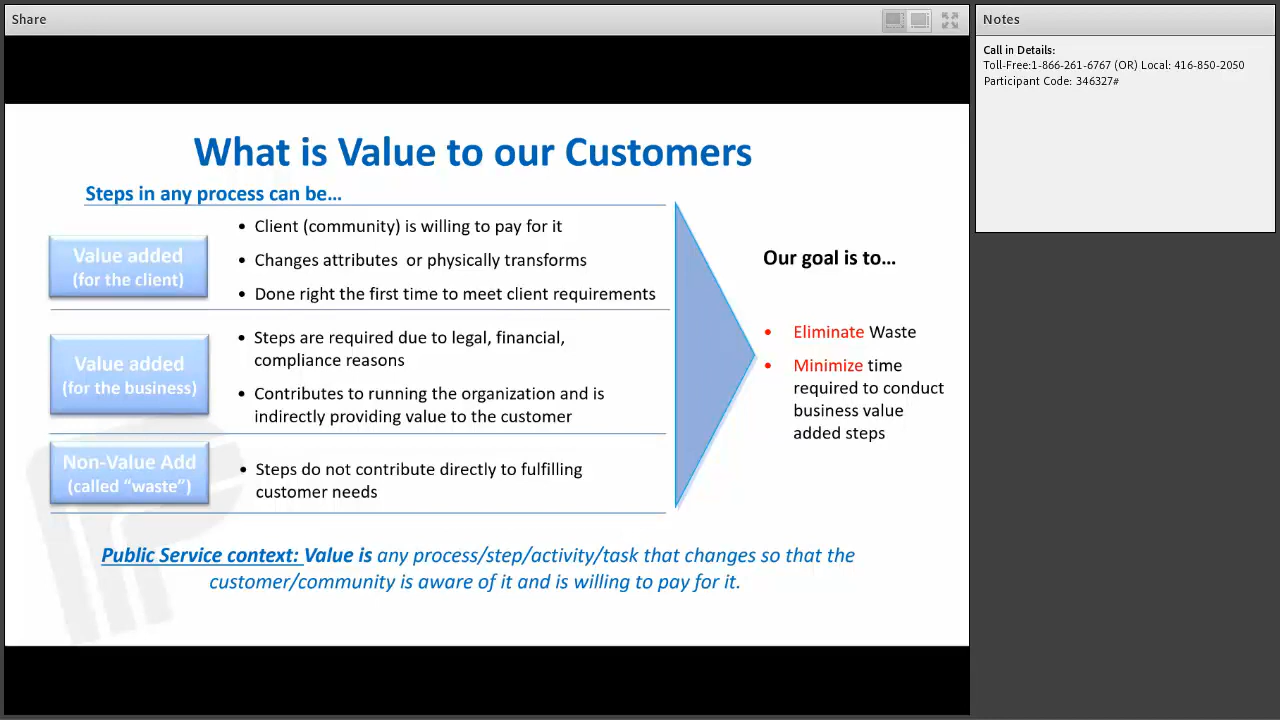 Share
Notes
Call in Details:
Toll-Free:1-866-261-6767 (OR) Local: 416-850-2050
Participant Code: 346327#
What is Value to our Customers
Steps in any process can be...
Value added
(for the client)
• Client (community) is willing to pay for it
• Changes attributes or physically transforms
• Done right the first time to meet client requirements
Value added
(for the business)
• Steps are required due to legal, financial,
compliance reasons
• Contributes to running the organization and is
indirectly providing value to the customer
Non-Value Add
(called “waste”)
• Steps do not contribute directly to fulfilling
customer needs
Our goal is to...
• Eliminate Waste
• Minimize time
required to conduct
business value
added steps
Public Service context: Value is any process/step/activity/task that changes so that the
customer/community is aware of it and is willing to pay for it.